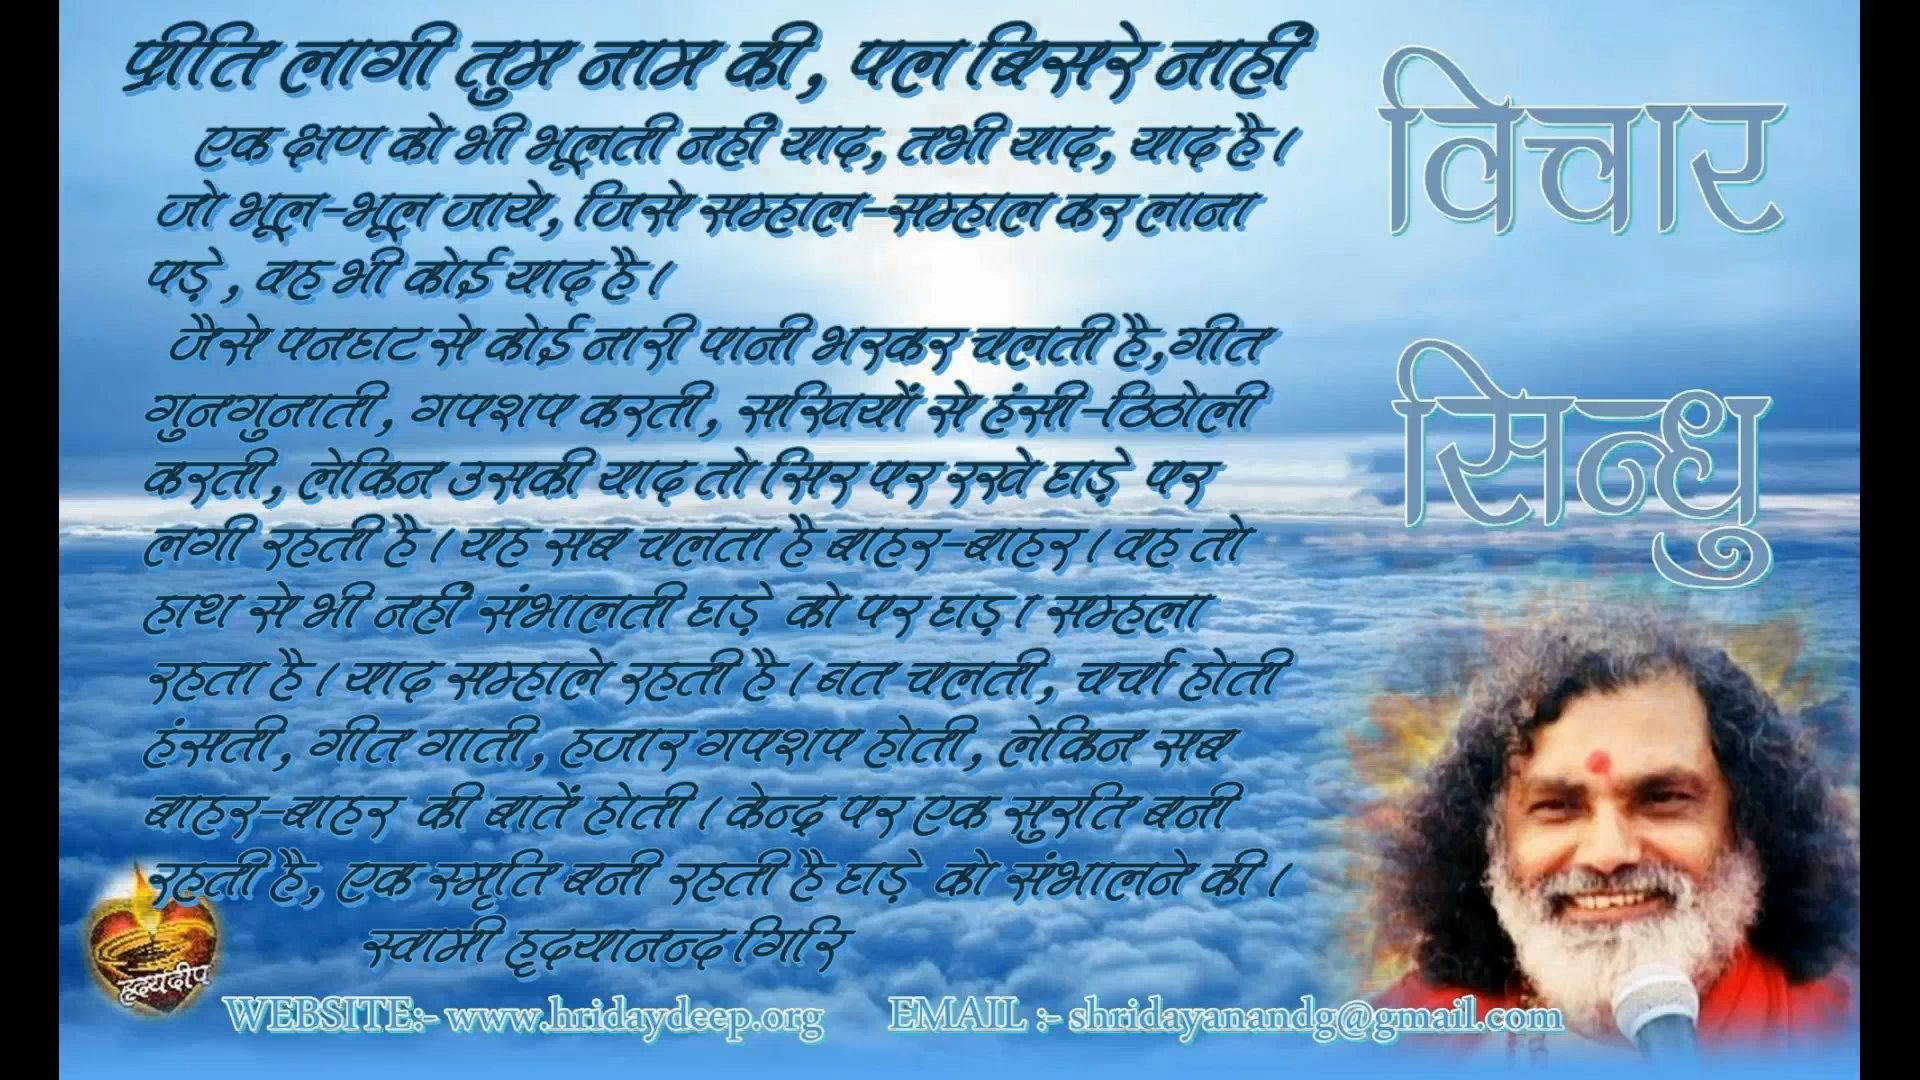 प्रीति लागी तुम नाम की, पल बिसरे नाहीं
एक क्षण को भी भूलती नहीं याद, तभी याद, याद है।
जो भूल-भूल जाये, जिसे सम्हाल-सम्हाल कर लाना
पड़े , वह भी कोई याद है।
जैसे पनघट से कोई नारी पानी भरकर चलती है,गीत
गुनगुनाती, गपशप करती, सखियों से हंसी-ठिठोली
करती, लेकिन उसकी याद तो सिर पर रखे घड़े पर
लगी रहती है। यह सब चलता है बाहर-बाहर। वह तो
हाथ से भी नहीं संभालती घड़े को पर घड़ा सम्हला
रहता है। याद सम्हाले रहती है। बत चलती, चर्चा होती
हंसती, गीत गाती, हजार गपशप होती, लेकिन सब
बाहर-बाहर की बातें होती। केन्द्र पर एक सुरति बनी
रहती है, एक स्मृति बनी रहती है घड़े को संभालने की।
स्वामी हृदयानन्द गिरि
विचार
सिन्धु
हृदयदीप
WEBSITE:- www.hridaydeep.org EMAIL :- shridayanandg@gmail.com